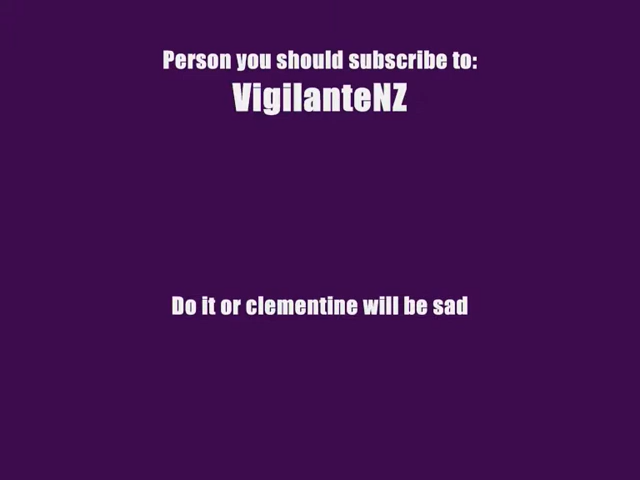 Person you should subscribe to:
VigilanteNZ
Do it or clementine will be sad